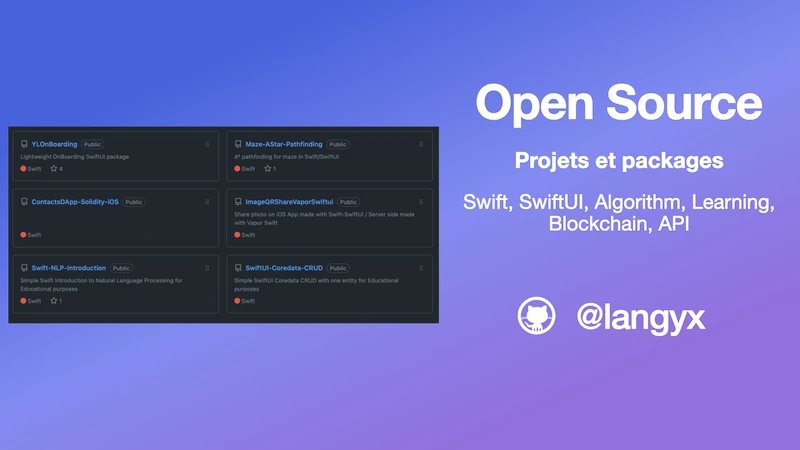 YLOnBoarding Public
Lightweight OnBoarding SwiftUI package
Swift 4
Maze-AStar-Pathfinding Public
A* pathfinding for maze in Swift/SwiftUI
Swift 1
ContactsDApp-Solidity-iOS Public
Swift
ImageQRShareVaporSwiftui Public
Share photo on iOS App made with Swift-SwiftUI / Server side made
with Vapor Swift
Swift
Swift-NLP-Introduction Public
Simple Swift Introduction to Natural Language Processing for
Educational purposes
Swift 1
SwiftUI-Coredata-CRUD Public
Simple SwiftUI Coredata CRUD with one entity for Educational
purposes
Swift
Open Source
Projets et packages
Swift, SwiftUI, Algorithm, Learning,
Blockchain, API
@langyx